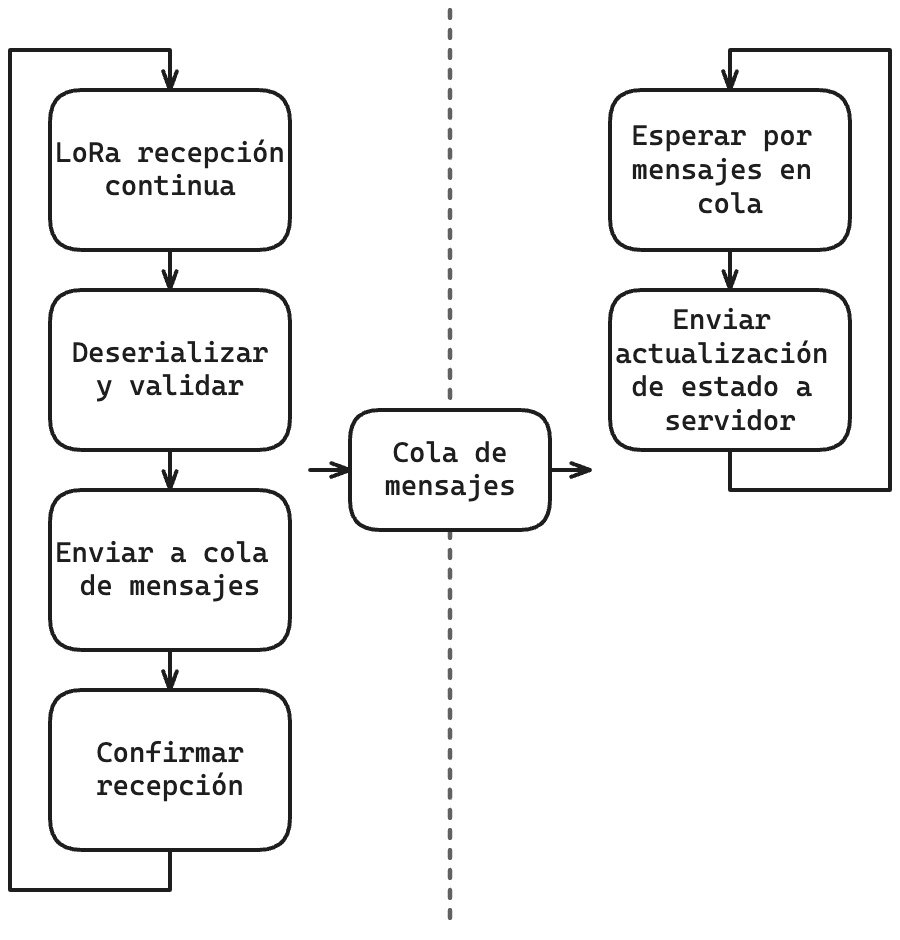 LoRa recepción
continua
Deserializar
y validar
Enviar a cola
de mensajes
Confirmar
recepción
Cola de
mensajes
Esperar por
mensajes en
cola
Enviar
actualización
de estado a
servidor